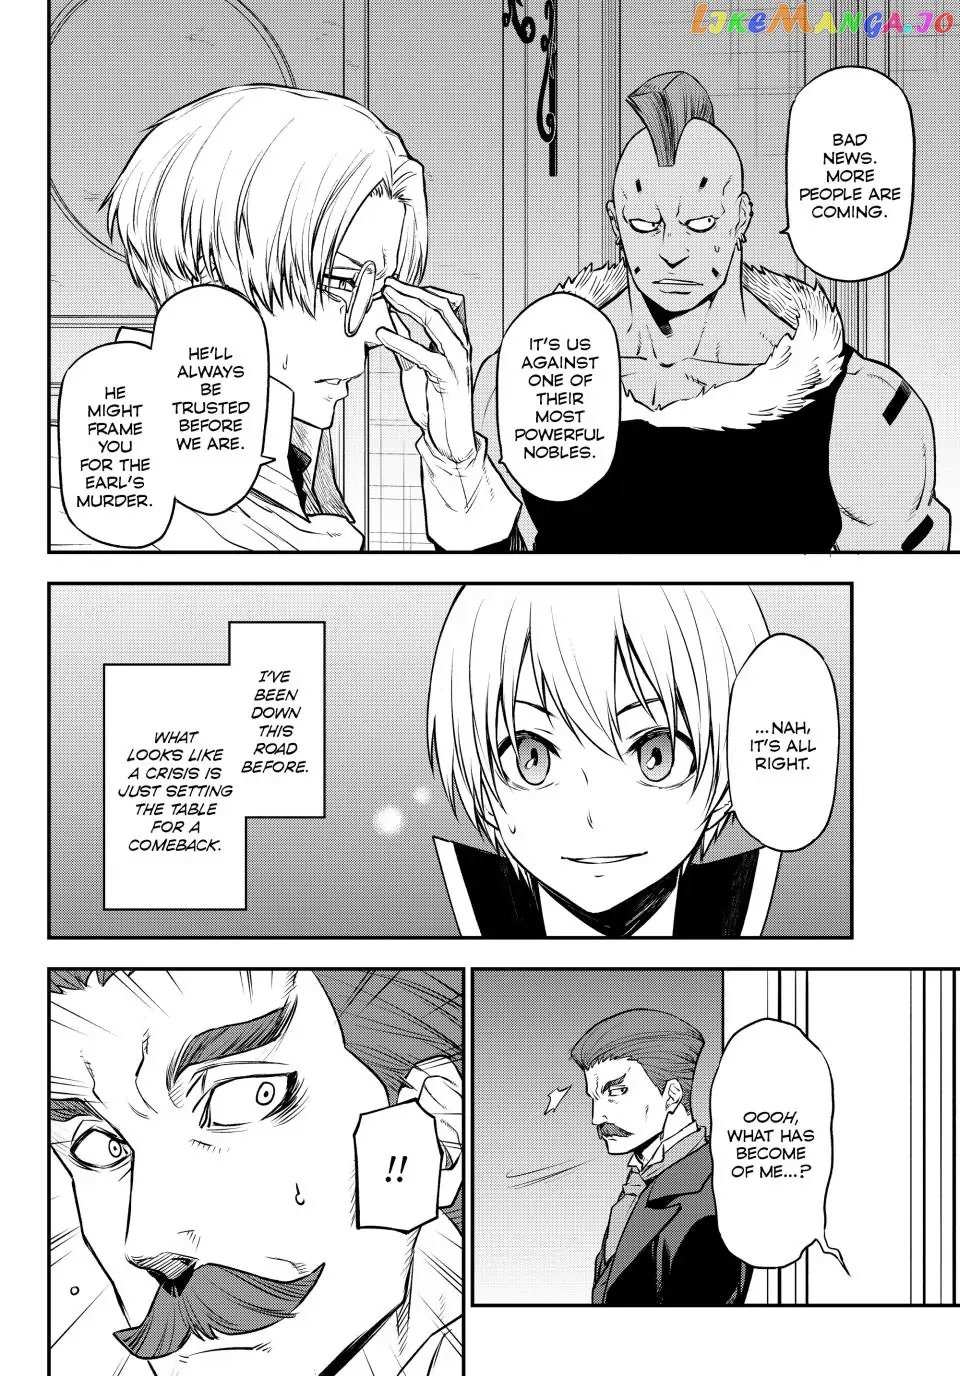 LIKEMANGA.IO
BAD
NEWS.
MORE
PEOPLE ARE
COMING.
IT'S US
AGAINST
ONE OF
THEIR
MOST
POWERFUL
NOBLES.
HE'LL
ALWAYS
BE
TRUSTED
BEFORE
WE ARE.
HE
MIGHT
FRAME
YOU
FOR THE
EARL'S
MURDER.
...NAH,
IT'S ALL
RIGHT.
I'VE
BEEN
DOWN
THIS
ROAD
BEFORE.
WHAT
LOOKS LIKE
A CRISIS IS
JUST SETTING
THE TABLE
FOR A
COMEBACK.
OOOH,
WHAT HAS
BECOME
OF ME...?
!!